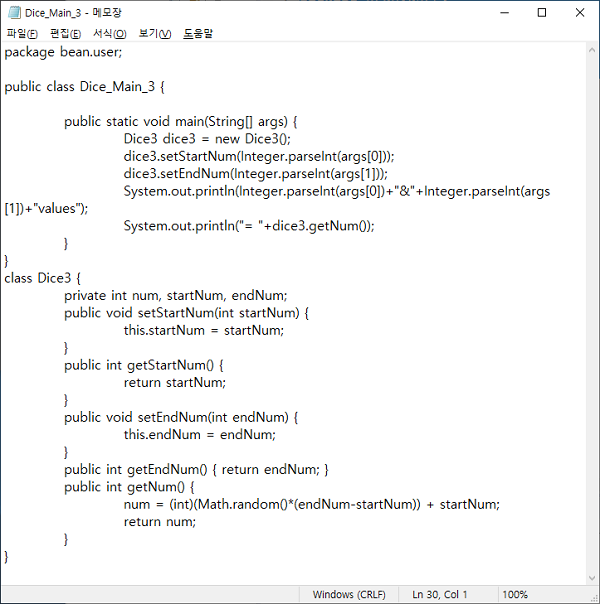 Dice_Main_3 - 메모장
파일(F) 편집(E) 서식(O) 보기(V) 도움말
package bean.user;
public class Dice_Main_3 {
public static void main(String[] args) {
Dice3 dice3 = new Dice3();
dice3.setStartNum(Integer.parseInt(args[0]));
dice3.setEndNum(Integer.parseInt(args[1]));
System.out.println(Integer.parseInt(args[0])+"&"+Integer.parseInt(args
[1])+"values");
System.out.println("= "+dice3.getNum());
}
}
class Dice3 {
private int num, startNum, endNum;
public void setStartNum(int startNum) {
this.startNum = startNum;
}
public int getStartNum() {
return startNum;
}
public void setEndNum(int endNum) {
this.endNum = endNum;
}
public int getEndNum() { return endNum; }
public int getNum() {
num = (int)(Math.random()*(endNum-startNum)) + startNum;
return num;
}
}
Windows (CRLF) Ln 30, Col 1 100%